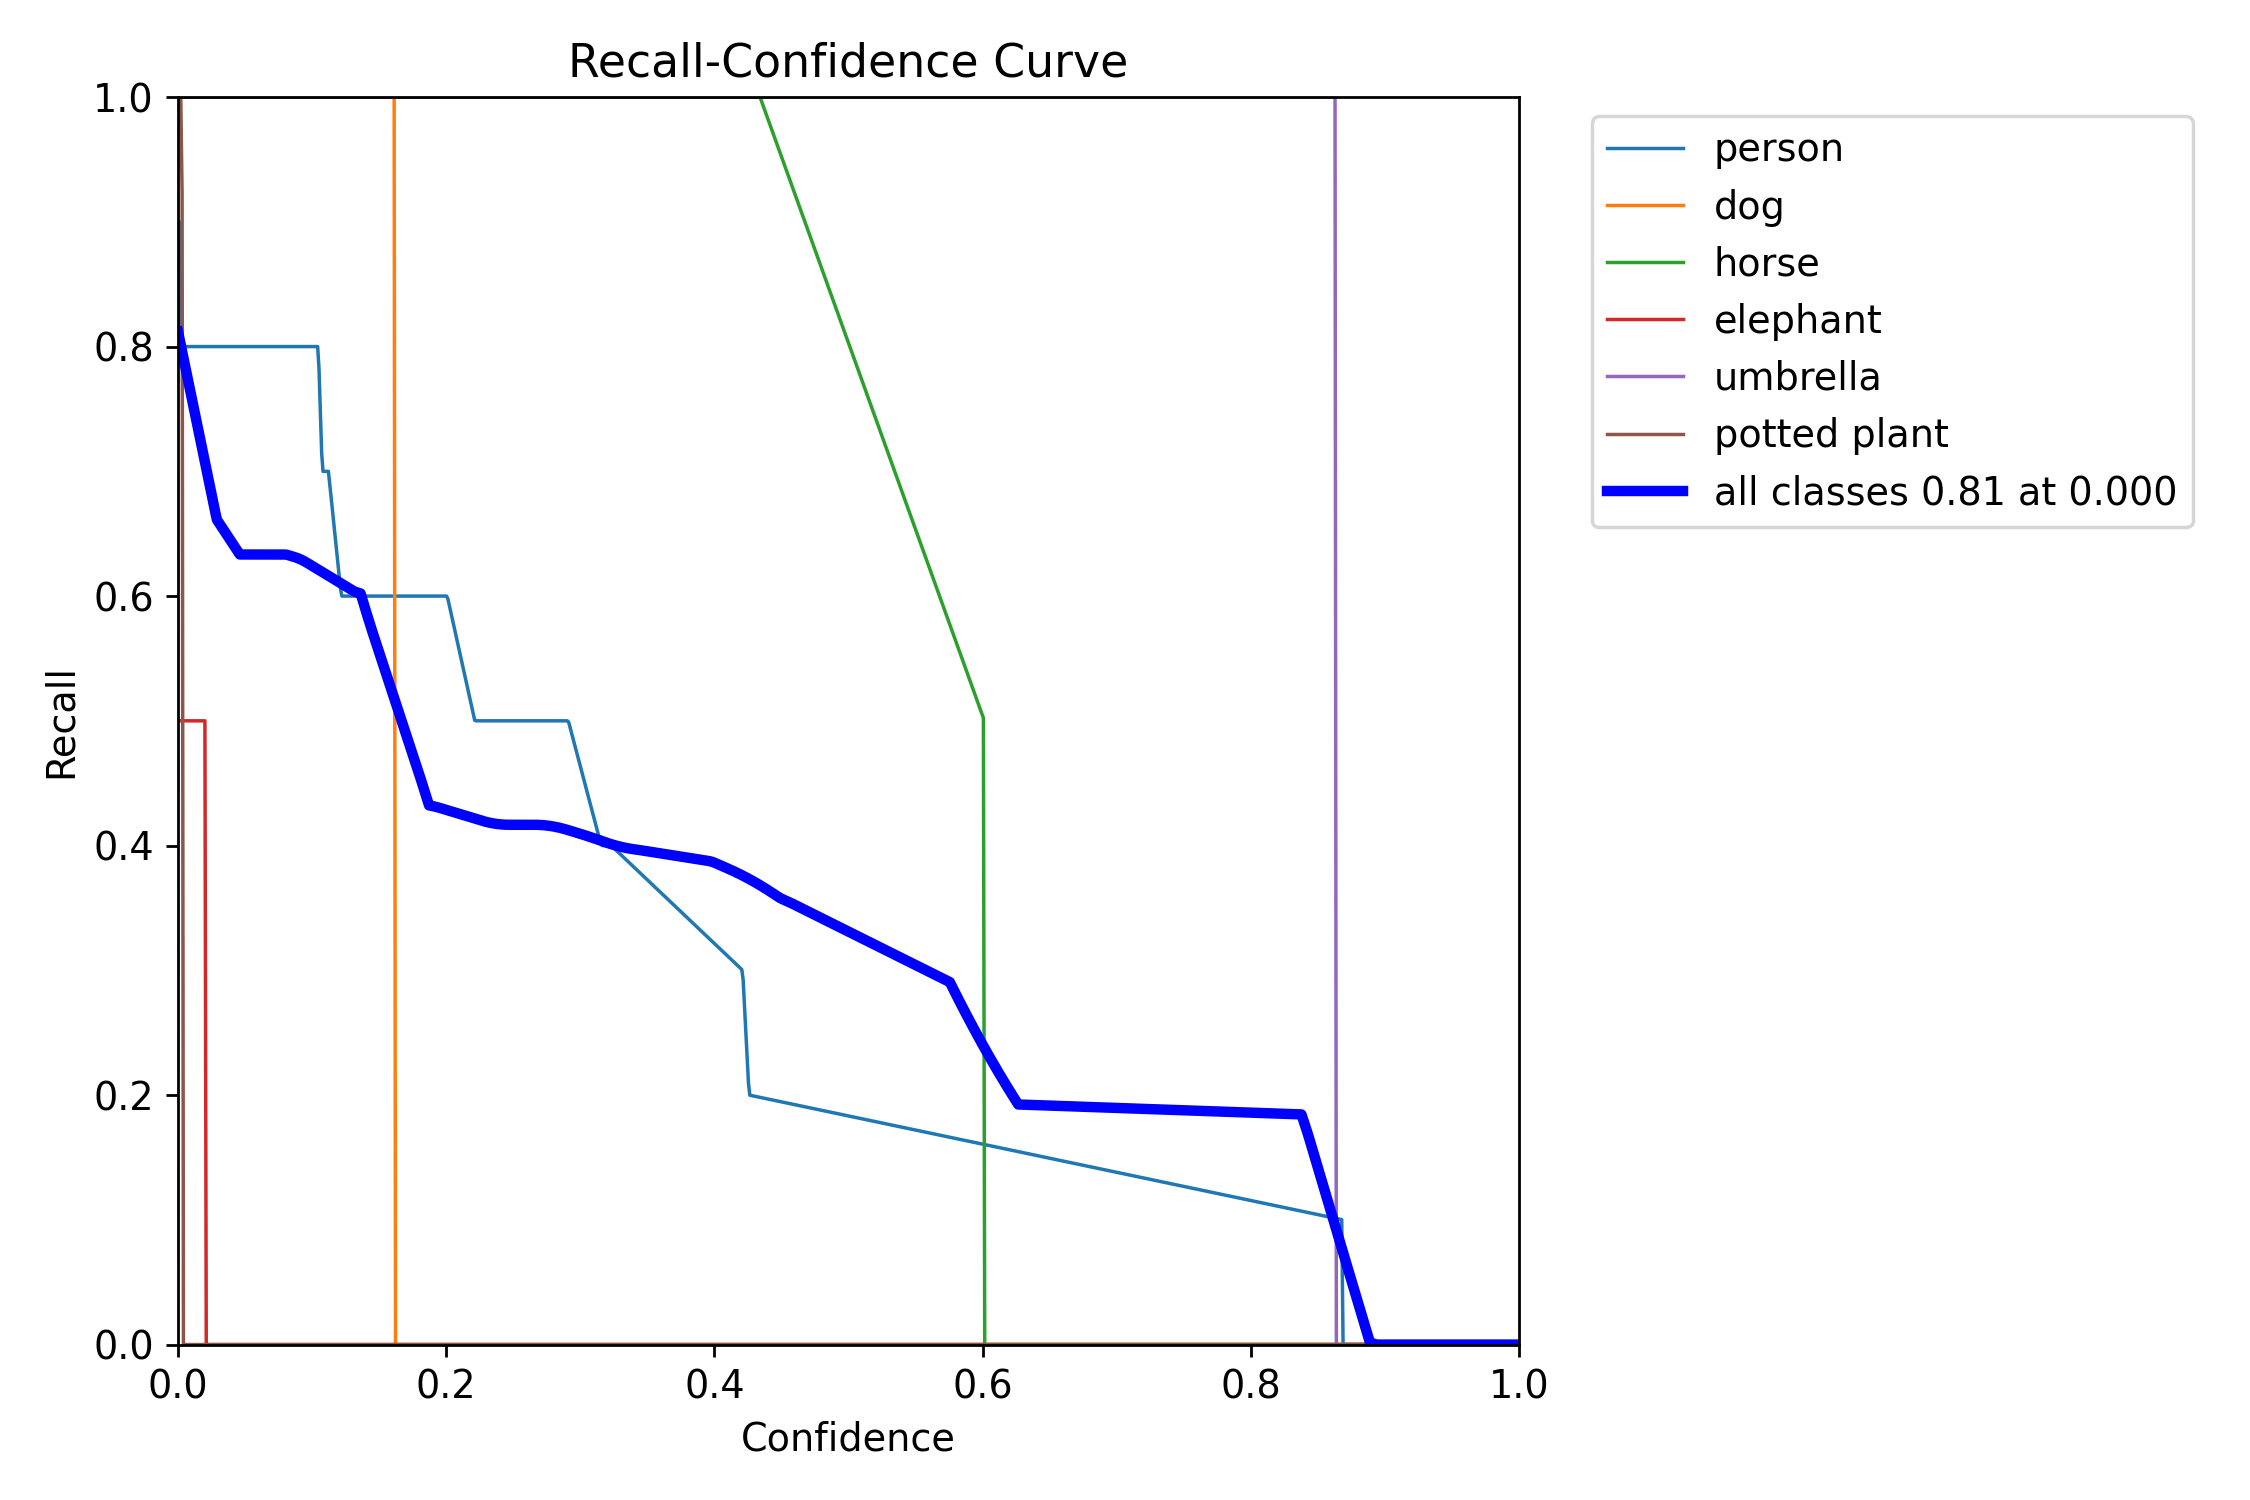 Recall-Confidence Curve
1.0
0.8
0.6
0.4
0.2
0.0
Recall
0.0 0.2 0.4 0.6 0.8 1.0
Confidence
person
dog
horse
elephant
umbrella
potted plant
all classes 0.81 at 0.000